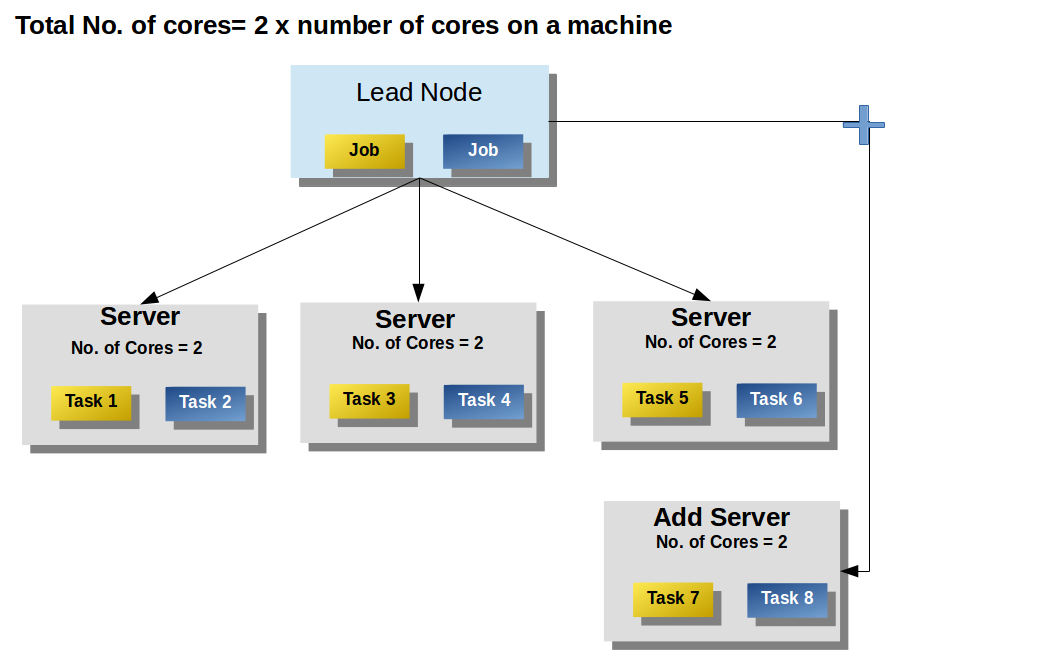 Total No. of cores= 2 x number of cores on a machine
Lead Node
Job
Job
Server
No. of Cores = 2
Task 1
Task 2
Server
No. of Cores = 2
Task 3
Task 4
Server
No. of Cores = 2
Task 5
Task 6
Add Server
No. of Cores = 2
Task 7
Task 8